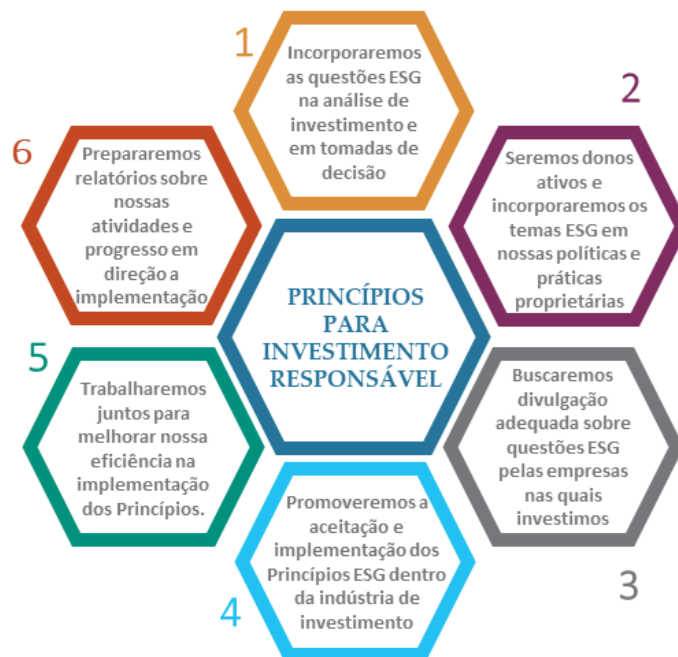 1
Incorporaremos
as questões ESG
na análise de
investimento e
em tomadas de
decisão
2
Seremos donos
ativos e
incorporaremos os
temas ESG em
nossas políticas e
práticas
proprietárias
3
Buscaremos
divulgação
adequada sobre
questões ESG
pelas empresas
nas quais
investimos
4
Promoveremos a
aceitação e
implementação dos
Princípios ESG dentro
da indústria de
investimento
5
Trabalharemos
juntos para
melhorar nossa
eficiência na
implementação
dos Princípios.
6
Prepararemos
relatórios sobre
nossas
atividades e
progresso em
direção a
implementação
PRINCÍPIOS
PARA
INVESTIMENTO
RESPONSÁVEL